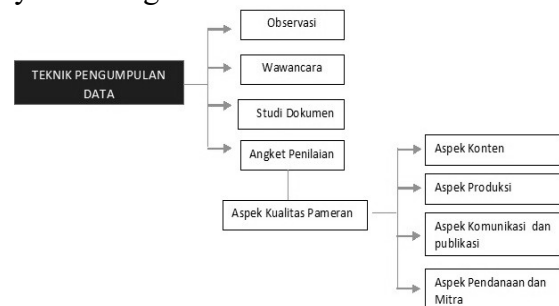 Observasi
Wawancara
TEKNIK PENGUMPULAN
DATA
Studi Dokumen
Angket Penilaian
Aspek Kualitas Pameran
Aspek Konten
Aspek Produksi
Aspek Komunikasi dan
publikasi
Aspek Pendanaan dan
Mitra